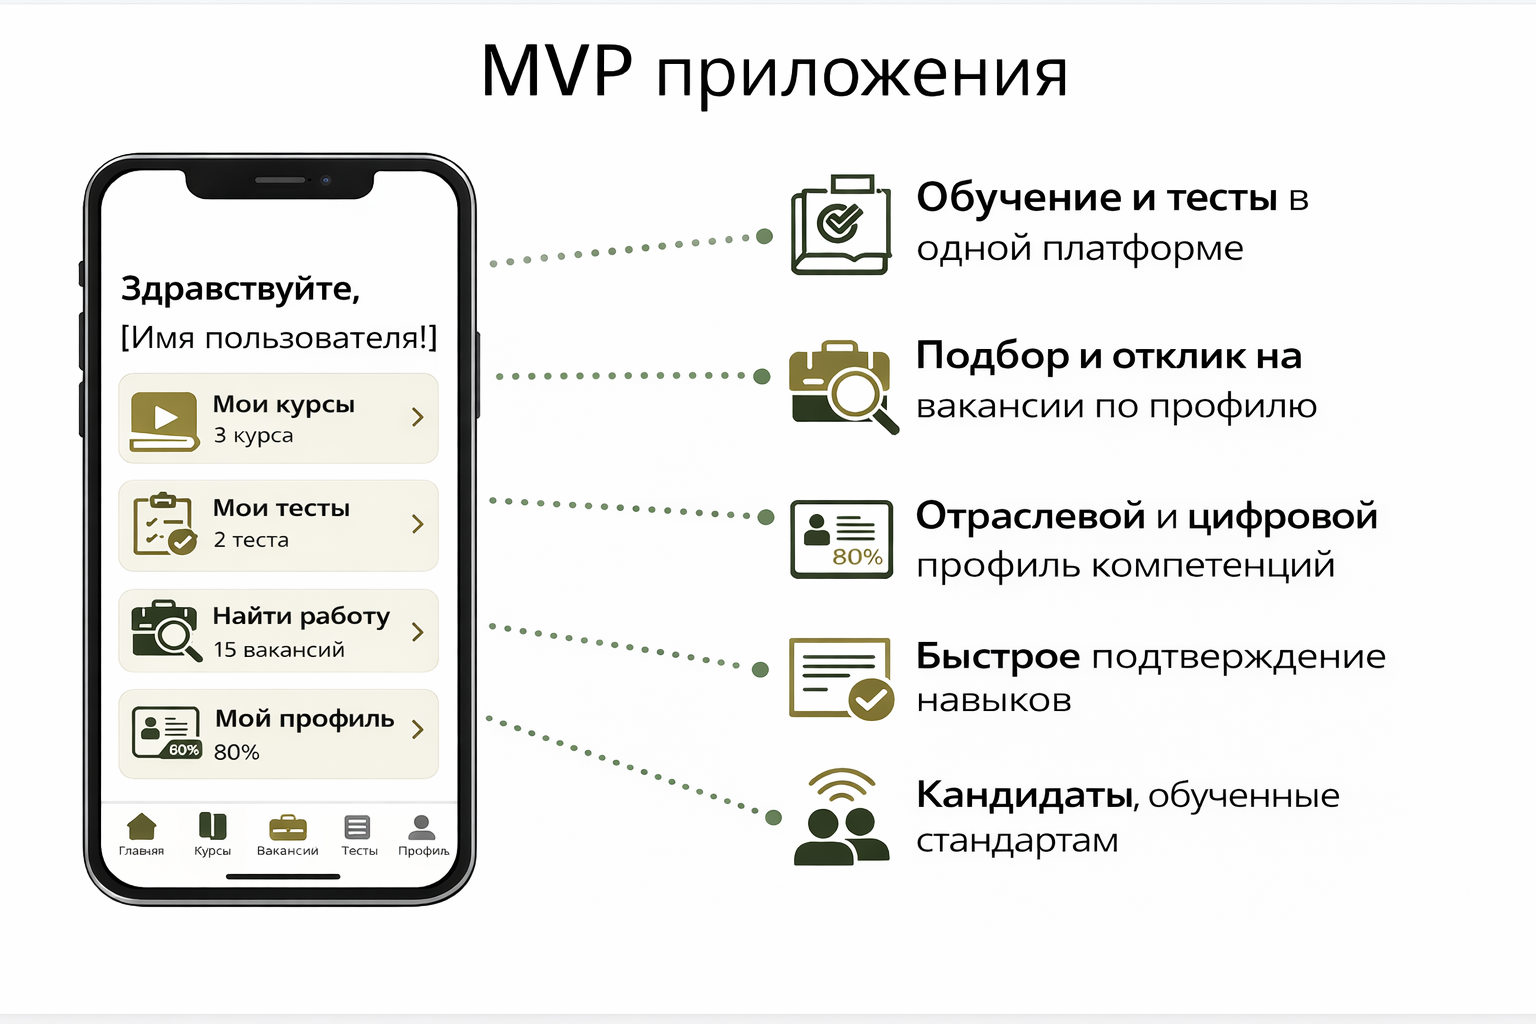 MVP приложения
Здравствуйте,
[Имя пользователя!]
Мои курсы
3 курса
Мои тесты
2 теста
Найти работу
15 вакансий
Мой профиль
60%
80%
Главняя
Курсы
Вакансии
Тесты
Профиль
Обучение и тесты в
одной платформе
Подбор и отклик на
вакансии по профилю
80%
Отраслевой и цифровой
профиль компетенций
Быстрое подтверждение
навыков
Кандидаты, обученные
стандартам